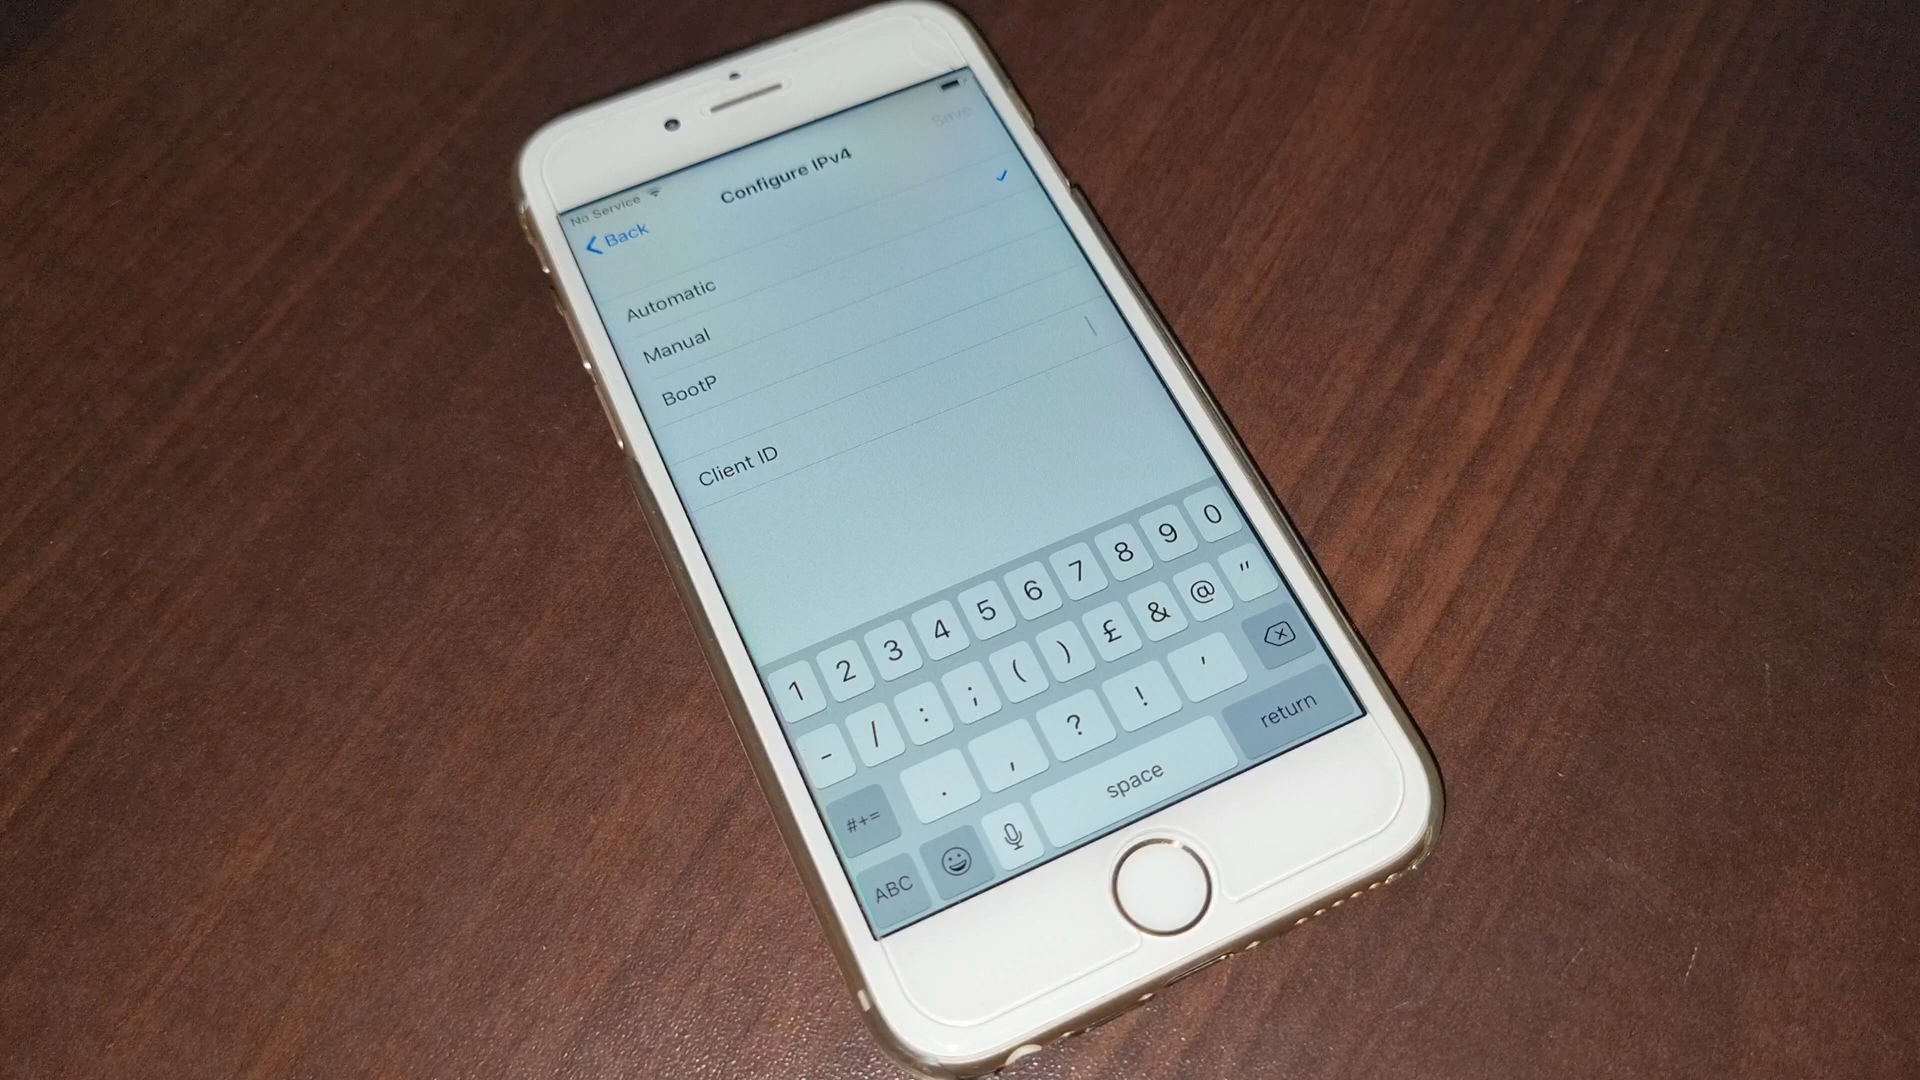 No Service
Save
Back
Configure IPv4
Automatic
Manual
BootP
Client ID
1 2 3 4 5 6 7 8 9 0
- / : ; ( ) £ & @ "
#+= . , ? ! '
ABC space return